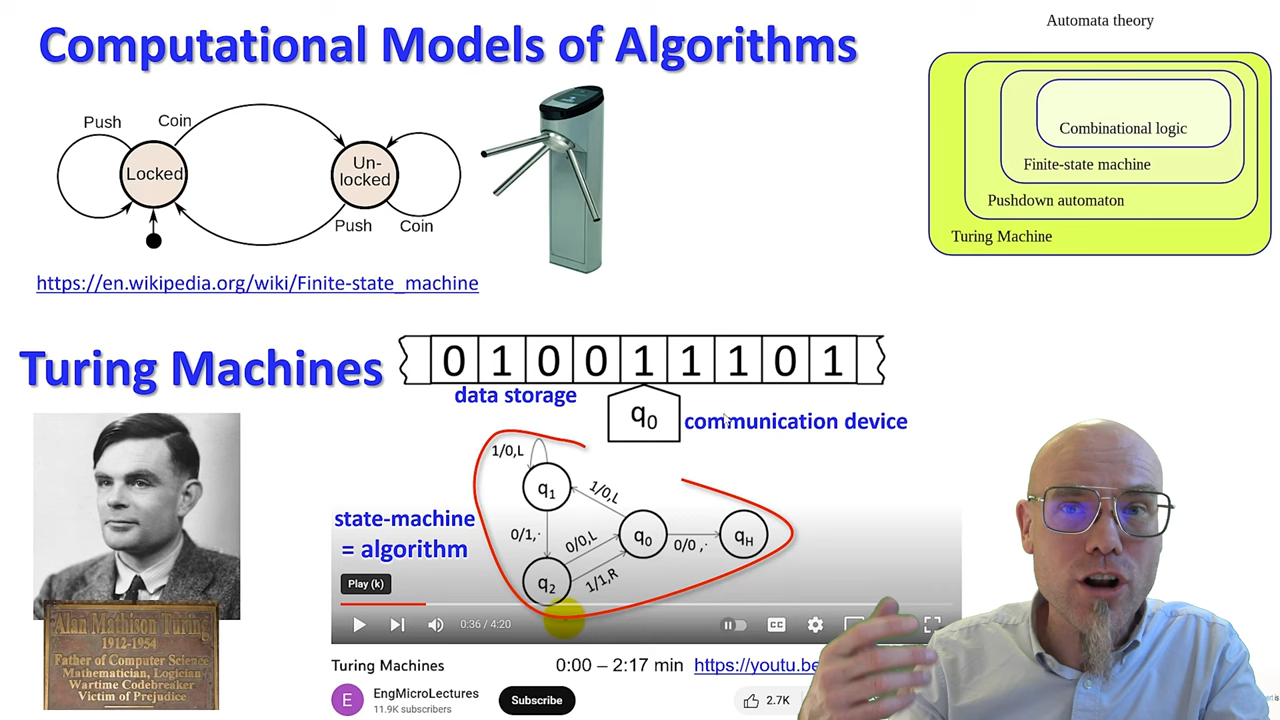 Computational Models of Algorithms
Automata theory
Push
Coin
Locked
Un-
locked
Push
Coin
Combinational logic
Finite-state machine
Pushdown automaton
Turing Machine
https://en.wikipedia.org/wiki/Finite-state_machine
Turing Machines
0 1 0 0 1 1 1 0 1
data storage
q0
communication device
1/0,L
q1
1/0,L
state-machine
= algorithm
0/1,·
0/0,L
q0
0/0,·
qH
q2
1/1,R
Play (k)
0:36 / 4:20
CC
Alan Mathison Turing
1912-1954
Father of Computer Science
Mathematician, Logician
Wartime Codebreaker
Victim of Prejudice
Turing Machines
0:00 – 2:17 min https://youtu.be
E
EngMicroLectures
11.9K subscribers
Subscribe
2.7K